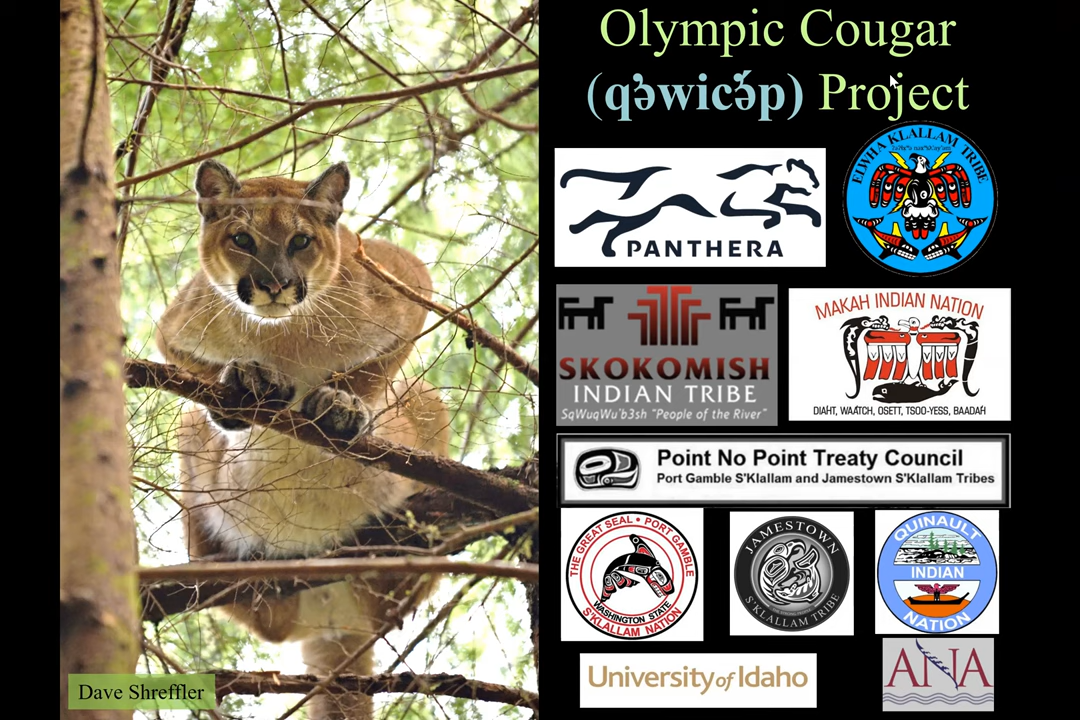 Olympic Cougar
(qə̓wicə̓́p) Project
PANTHERA
ELWHA KLALLAM TRIBE
SKOKOMISH
INDIAN TRIBE
SqWuqWu'b3sh "People of the River"
MAKAH INDIAN NATION
DIAHT, WAATCH, OSETT, TSOO-YESS, BAADAH
Point No Point Treaty Council
Port Gamble S'Klallam and Jamestown S'Klallam Tribes
THE GREAT SEAL • PORT GAMBLE
WASHINGTON STATE
S'KLALLAM NATION
JAMESTOWN
S'KLALLAM TRIBE
QUINAULT
INDIAN
NATION
University of Idaho
ANA
Dave Shreffler